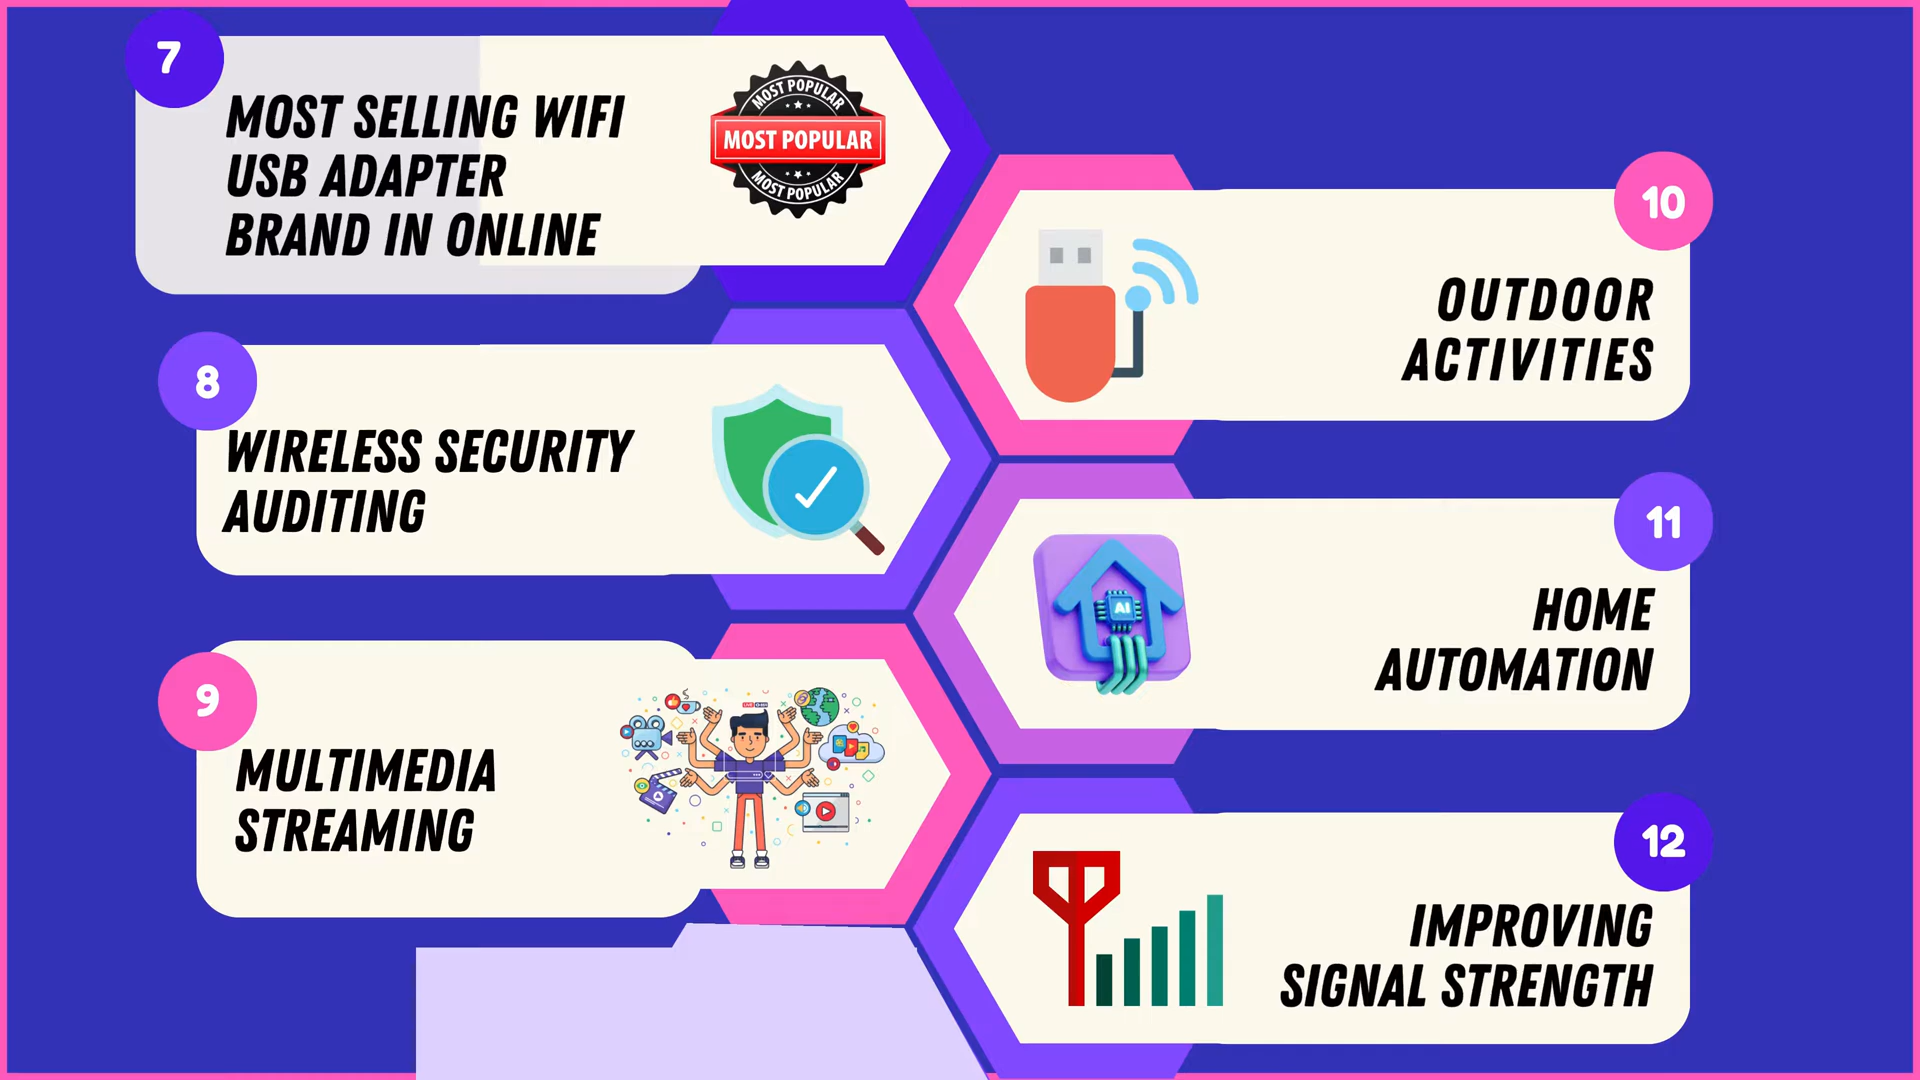 7
MOST SELLING WIFI
USB ADAPTER
BRAND IN ONLINE
MOST POPULAR
MOST POPULAR
MOST POPULAR
8
WIRELESS SECURITY
AUDITING
9
MULTIMEDIA
STREAMING
10
OUTDOOR
ACTIVITIES
11
HOME
AUTOMATION
AI
12
IMPROVING
SIGNAL STRENGTH